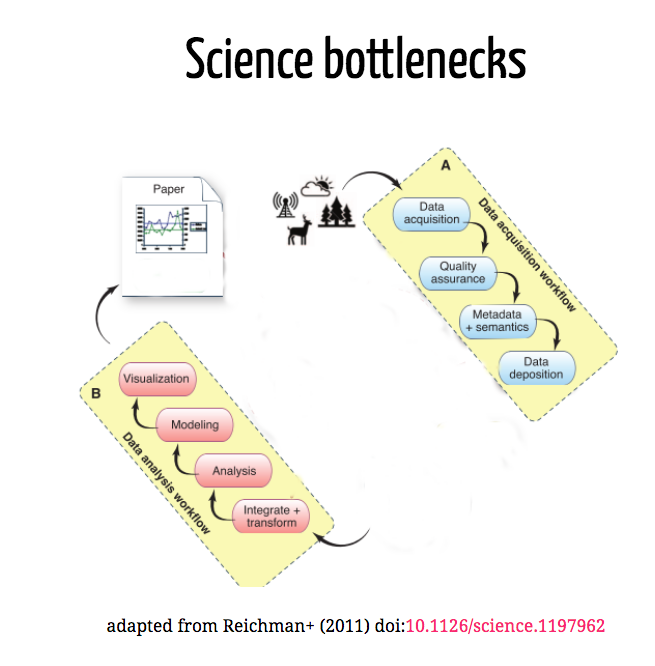 Science bottlenecks
Paper
A
Data
acquisition
Quality
assurance
Metadata
+ semantics
Data
deposition
Data acquisition workflow
B
Visualization
Modeling
Analysis
Integrate +
transform
Data analysis workflow
adapted from Reichman+ (2011) doi:10.1126/science.1197962